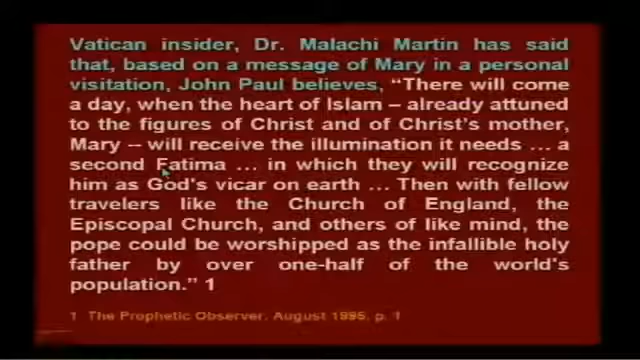 Vatican insider, Dr. Malachi Martin has said
that, based on a message of Mary in a personal
visitation, John Paul believes, “There will come
a day, when the heart of Islam – already attuned
to the figures of Christ and of Christ's mother,
Mary -- will receive the illumination it needs ... a
second Fatima ... in which they will recognize
him as God's vicar on earth ... Then with fellow
travelers like the Church of England, the
Episcopal Church, and others of like mind, the
pope could be worshipped as the infallible holy
father by over one-half of the world's
population.” 1
1 The Prophetic Observer, August 1995, p. 1